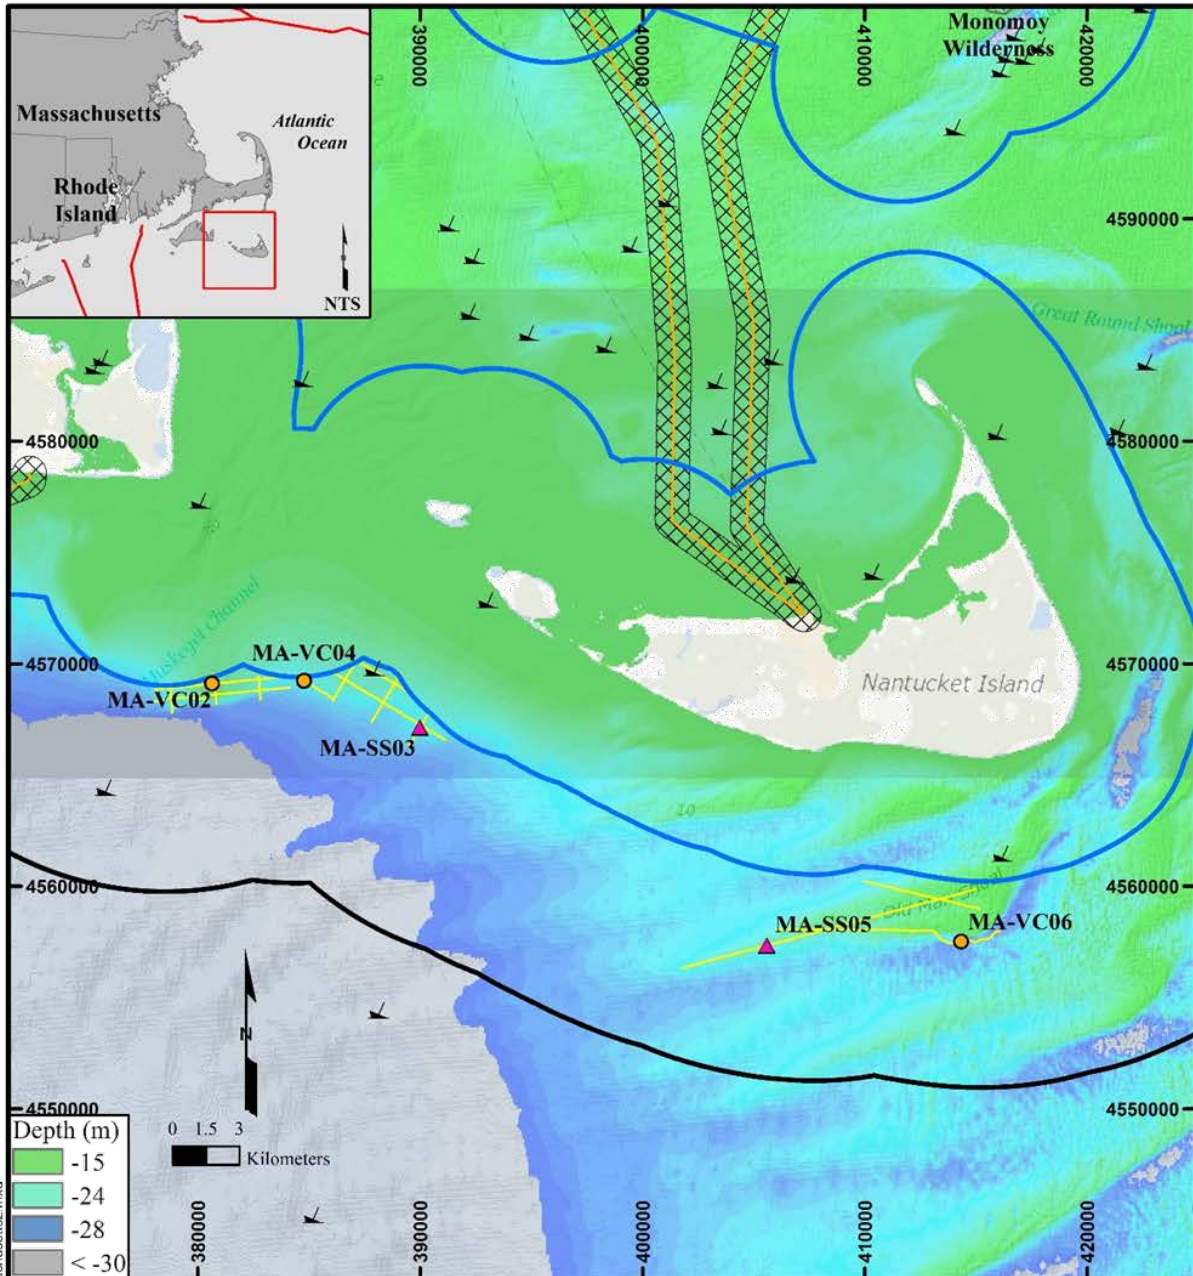 Massachusetts
Atlantic
Ocean
Rhode
Island
NTS
390000
400000
410000
420000
Monomoy
Wilderness
4590000
Great Round Shoal
4580000
4580000
Muskeget Channel
4570000
4570000
MA-VC04
MA-VC02
MA-SS03
Nantucket Island
10
4560000
4560000
Old Man Shoal
MA-SS05
MA-VC06
N
4550000
4550000
0 1.5 3
Kilometers
Depth (m)
-15
-24
-28
< -30
380000
390000
400000
410000
420000